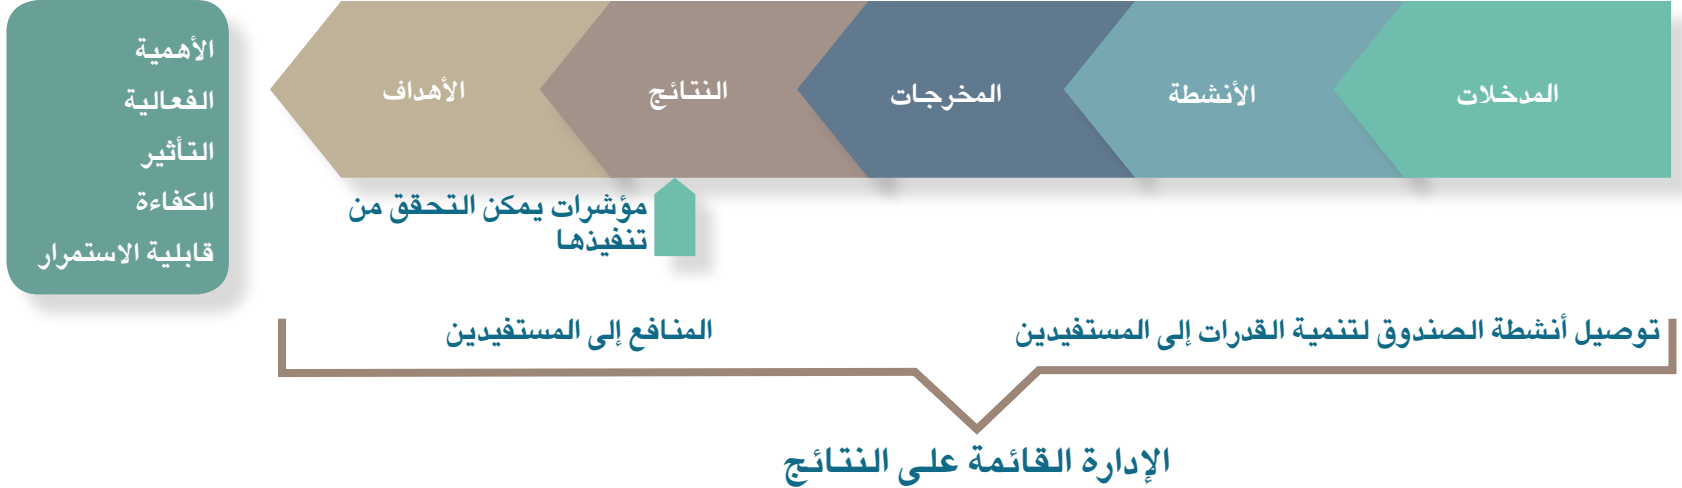 المدخلات
الأنشطة
المخرجات
النتائج
الأهداف
الأهمية
الفعالية
التأثير
الكفاءة
قابلية الاستمرار
مؤشرات يمكن التحقق من
تنفيذها
توصيل أنشطة الصندوق لتنمية القدرات إلى المستفيدين
المنافع إلى المستفيدين
الإدارة القائمة على النتائج